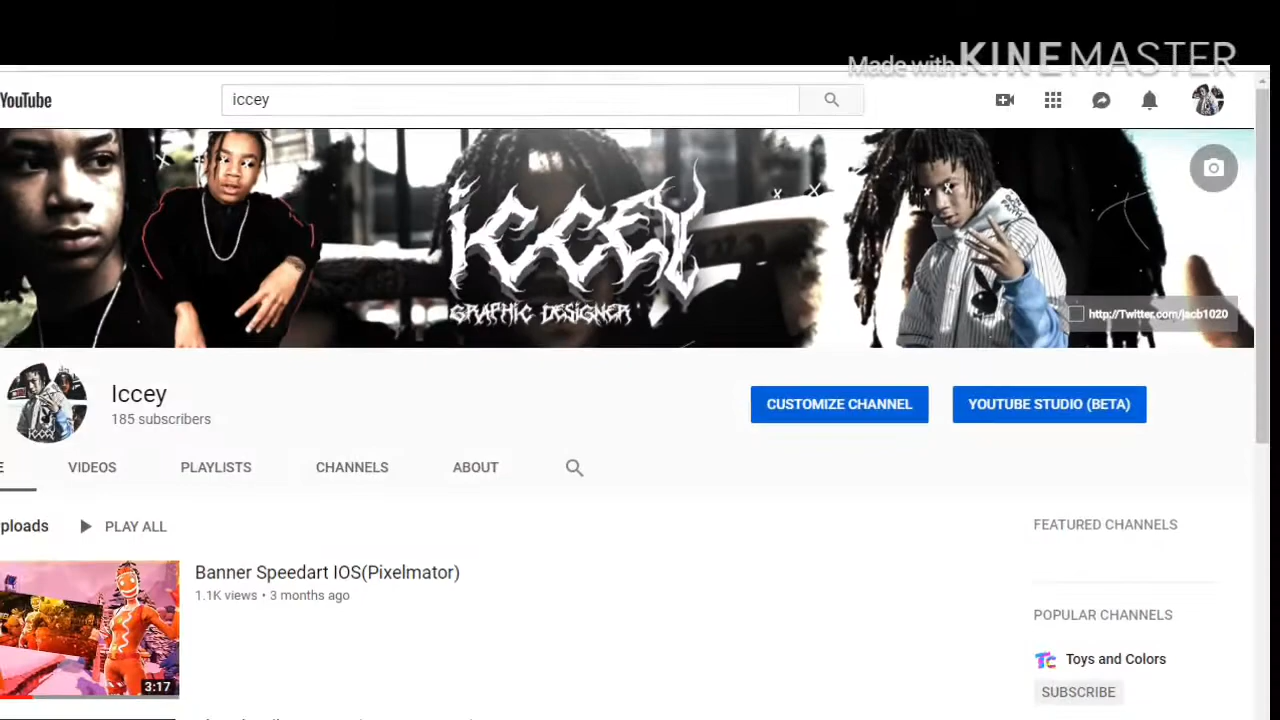 Made with KINEMASTER
YouTube
iccey
iCCEY
GRAPHIC DESIGNER
http://Twitter.com/jacb1020
Iccey
185 subscribers
CUSTOMIZE CHANNEL
YOUTUBE STUDIO (BETA)
E
VIDEOS
PLAYLISTS
CHANNELS
ABOUT
ploads
PLAY ALL
FEATURED CHANNELS
Banner Speedart IOS(Pixelmator)
1.1K views • 3 months ago
3:17
POPULAR CHANNELS
Tc
Toys and Colors
SUBSCRIBE